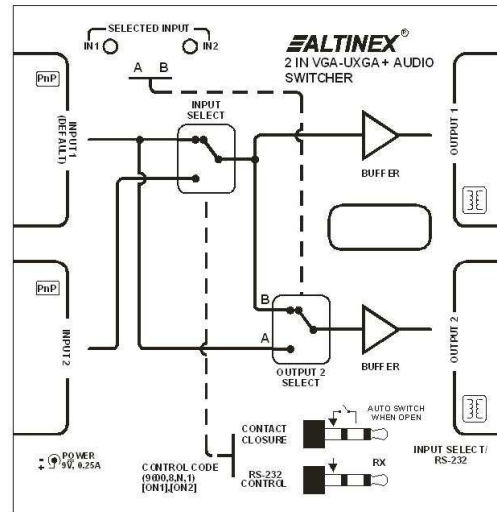 SELECTED INPUT
IN1
IN2
A B
ALTINEX®
2 IN VGA-UXGA+ AUDIO
SWITCHER
PnP
INPUT 1
(DEFAULT)
INPUT
SELECT
BUFFER
OUTPUT 1
PnP
INPUT 2
B
A
OUTPUT 2
SELECT
BUFFER
OUTPUT 2
POWER
9V, 0.25A
CONTROL CODE
(9600,8,N,1)
[ON1],[ON2]
CONTACT
CLOSURE
RS-232
CONTROL
AUTO SWITCH
WHEN OPEN
RX
INPUT SELECT/
RS-232